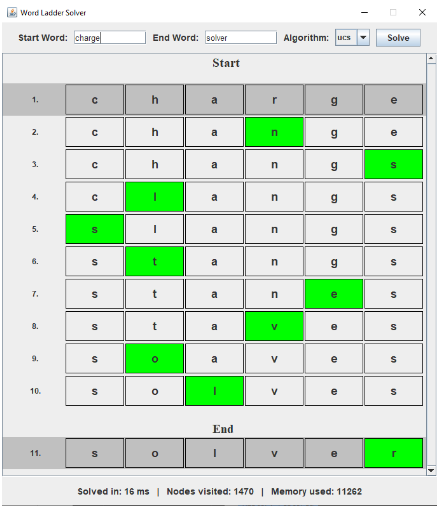 Word Ladder Solver
Start Word: charge End Word: solver Algorithm: ucs Solve
Start
1. c h a r g e
2. c h a n g e
3. c h a n g s
4. c l a n g s
5. s l a n g s
6. s t a n g s
7. s t a n e s
8. s t a v e s
9. s o a v e s
10. s o l v e s
End
11. s o l v e r
Solved in: 16 ms | Nodes visited: 1470 | Memory used: 11262